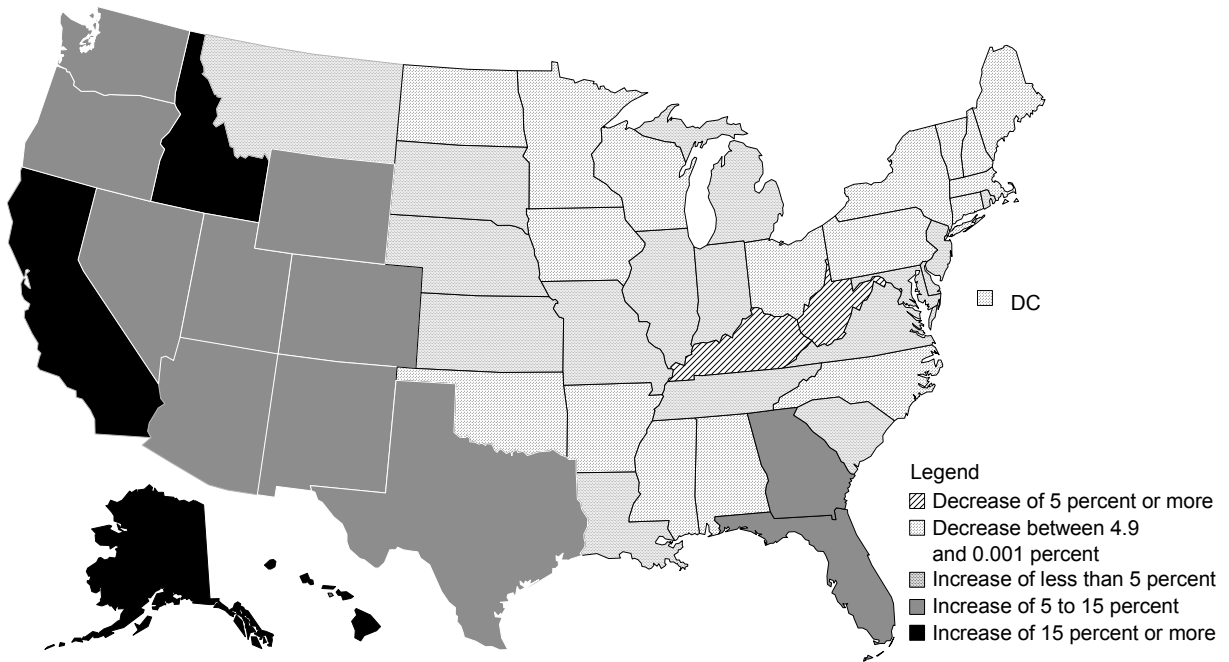 DC
Legend
Decrease of 5 percent or more
Decrease between 4.9
and 0.001 percent
Increase of less than 5 percent
Increase of 5 to 15 percent
Increase of 15 percent or more